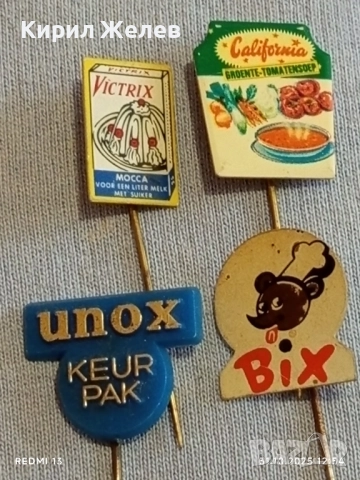 Кирил Желев
VICTRIX
VICTRIX
MOCCA
VOOR EEN LITER MELK
MET SUIKER
California
GROENTE-TOMATENSOEP
unox
KEUR
PAK
BIX
REDMI 13